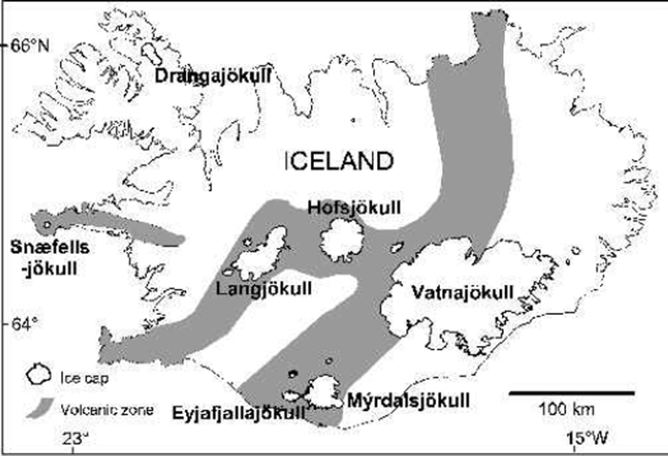 66°N
Drangajökull
ICELAND
Hofsjökull
Snæfells
-jökull
Langjökull
Vatnajökull
64°
Ice cap
Volcanic zone
Eyjafjallajökull
Mýrdalsjökull
100 km
23°
15°W